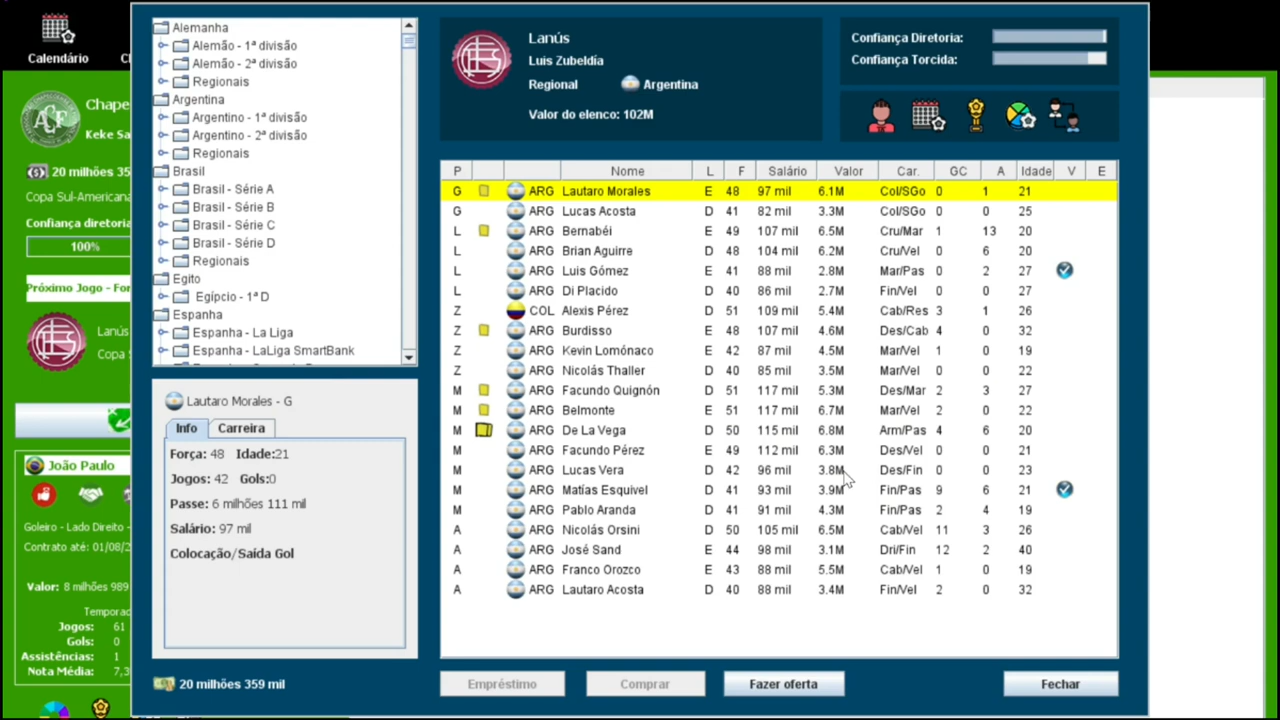 Calendário
Cl
Chape
Keke Sa
20 milhões 35
Copa Sul-Americana
Confiança diretoria
100%
Próximo Jogo - For
Lanús
Copa S
João Paulo
Goleiro - Lado Direito -
Contrato até: 01/08/2
Valor: 8 milhões 989
Temporad
Jogos: 61
Gols: 0
Assistências: 1
Nota Média: 7,3
Alemanha
Alemão - 1ª divisão
Alemão - 2ª divisão
Regionais
Argentina
Argentino - 1ª divisão
Argentino - 2ª divisão
Regionais
Brasil
Brasil - Série A
Brasil - Série B
Brasil - Série C
Brasil - Série D
Regionais
Egito
Egípcio - 1ª D
Espanha
Espanha - La Liga
Espanha - LaLiga SmartBank
Lautaro Morales - G
Info Carreira
Força: 48 Idade:21
Jogos: 42 Gols:0
Passe: 6 milhões 111 mil
Salário: 97 mil
Colocação/Saída Gol
20 milhões 359 mil
Lanús
Luis Zubeldía
Regional Argentina
Valor do elenco: 102M
Confiança Diretoria:
Confiança Torcida:
P Nome L F Salário Valor Car. GC A Idade V E
G ARG Lautaro Morales E 48 97 mil 6.1M Col/SGo 0 1 21
G ARG Lucas Acosta D 41 82 mil 3.3M Col/SGo 0 0 25
L ARG Bernabéi E 49 107 mil 6.5M Cru/Mar 1 13 20
L ARG Brian Aguirre D 48 104 mil 6.2M Cru/Vel 0 6 20
L ARG Luis Gómez E 41 88 mil 2.8M Mar/Pas 0 2 27
L ARG Di Placido D 40 86 mil 2.7M Fin/Vel 0 0 27
Z COL Alexis Pérez D 51 109 mil 5.4M Cab/Res 3 1 26
Z ARG Burdisso E 48 107 mil 4.6M Des/Cab 4 0 32
Z ARG Kevin Lomónaco E 42 87 mil 4.5M Mar/Vel 1 0 19
Z ARG Nicolás Thaller D 40 85 mil 3.5M Mar/Vel 0 0 22
M ARG Facundo Quignón D 51 117 mil 5.3M Des/Mar 2 3 27
M ARG Belmonte E 51 117 mil 6.7M Mar/Vel 2 0 22
M ARG De La Vega D 50 115 mil 6.8M Arm/Pas 4 6 20
M ARG Facundo Pérez E 49 112 mil 6.3M Des/Vel 0 0 21
M ARG Lucas Vera D 42 96 mil 3.8M Des/Fin 0 0 23
M ARG Matías Esquivel D 41 93 mil 3.9M Fin/Pas 9 6 21
M ARG Pablo Aranda D 41 91 mil 4.3M Fin/Pas 2 4 19
A ARG Nicolás Orsini D 50 105 mil 6.5M Cab/Vel 11 3 26
A ARG José Sand E 44 98 mil 3.1M Dri/Fin 12 2 40
A ARG Franco Orozco E 43 88 mil 5.5M Cab/Vel 1 0 19
A ARG Lautaro Acosta D 40 88 mil 3.4M Fin/Vel 2 0 32
Empréstimo Comprar Fazer oferta Fechar